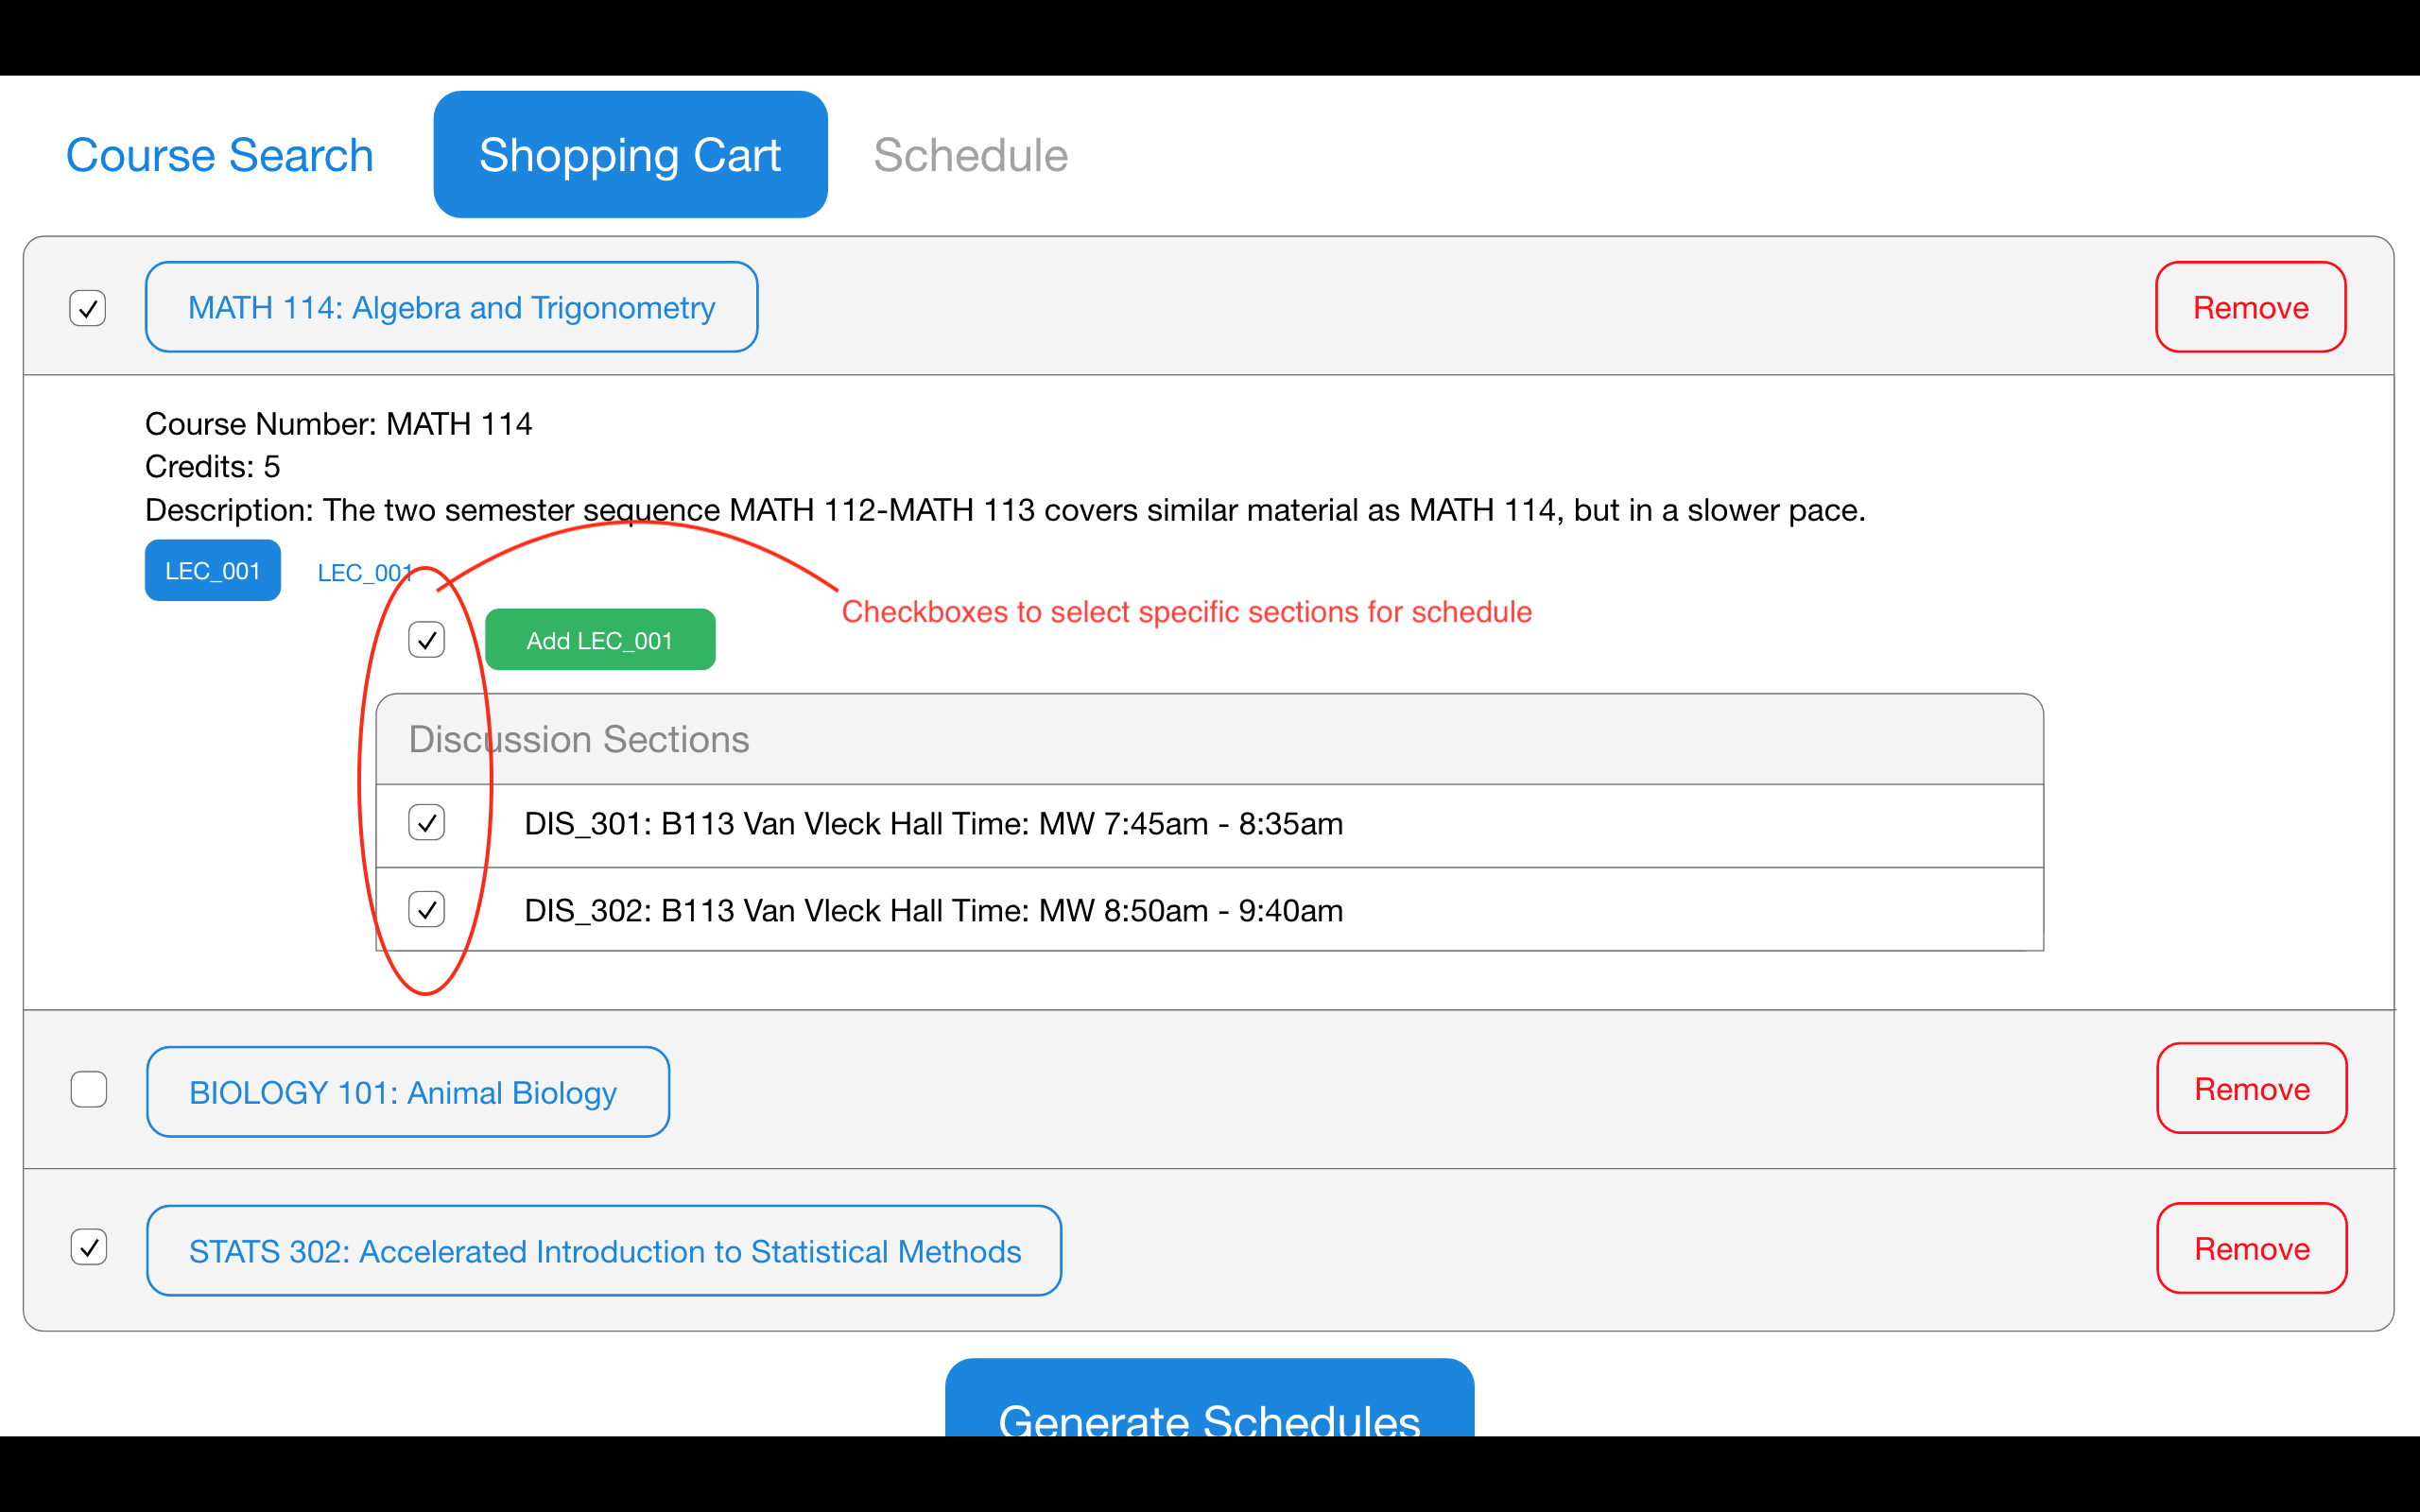 Course Search Shopping Cart Schedule
MATH 114: Algebra and Trigonometry Remove
Course Number: MATH 114
Credits: 5
Description: The two semester sequence MATH 112-MATH 113 covers similar material as MATH 114, but in a slower pace.
LEC_001 LEC_001
Checkboxes to select specific sections for schedule
Add LEC_001
Discussion Sections
DIS_301: B113 Van Vleck Hall Time: MW 7:45am - 8:35am
DIS_302: B113 Van Vleck Hall Time: MW 8:50am - 9:40am
BIOLOGY 101: Animal Biology Remove
STATS 302: Accelerated Introduction to Statistical Methods Remove
Generate Schedules